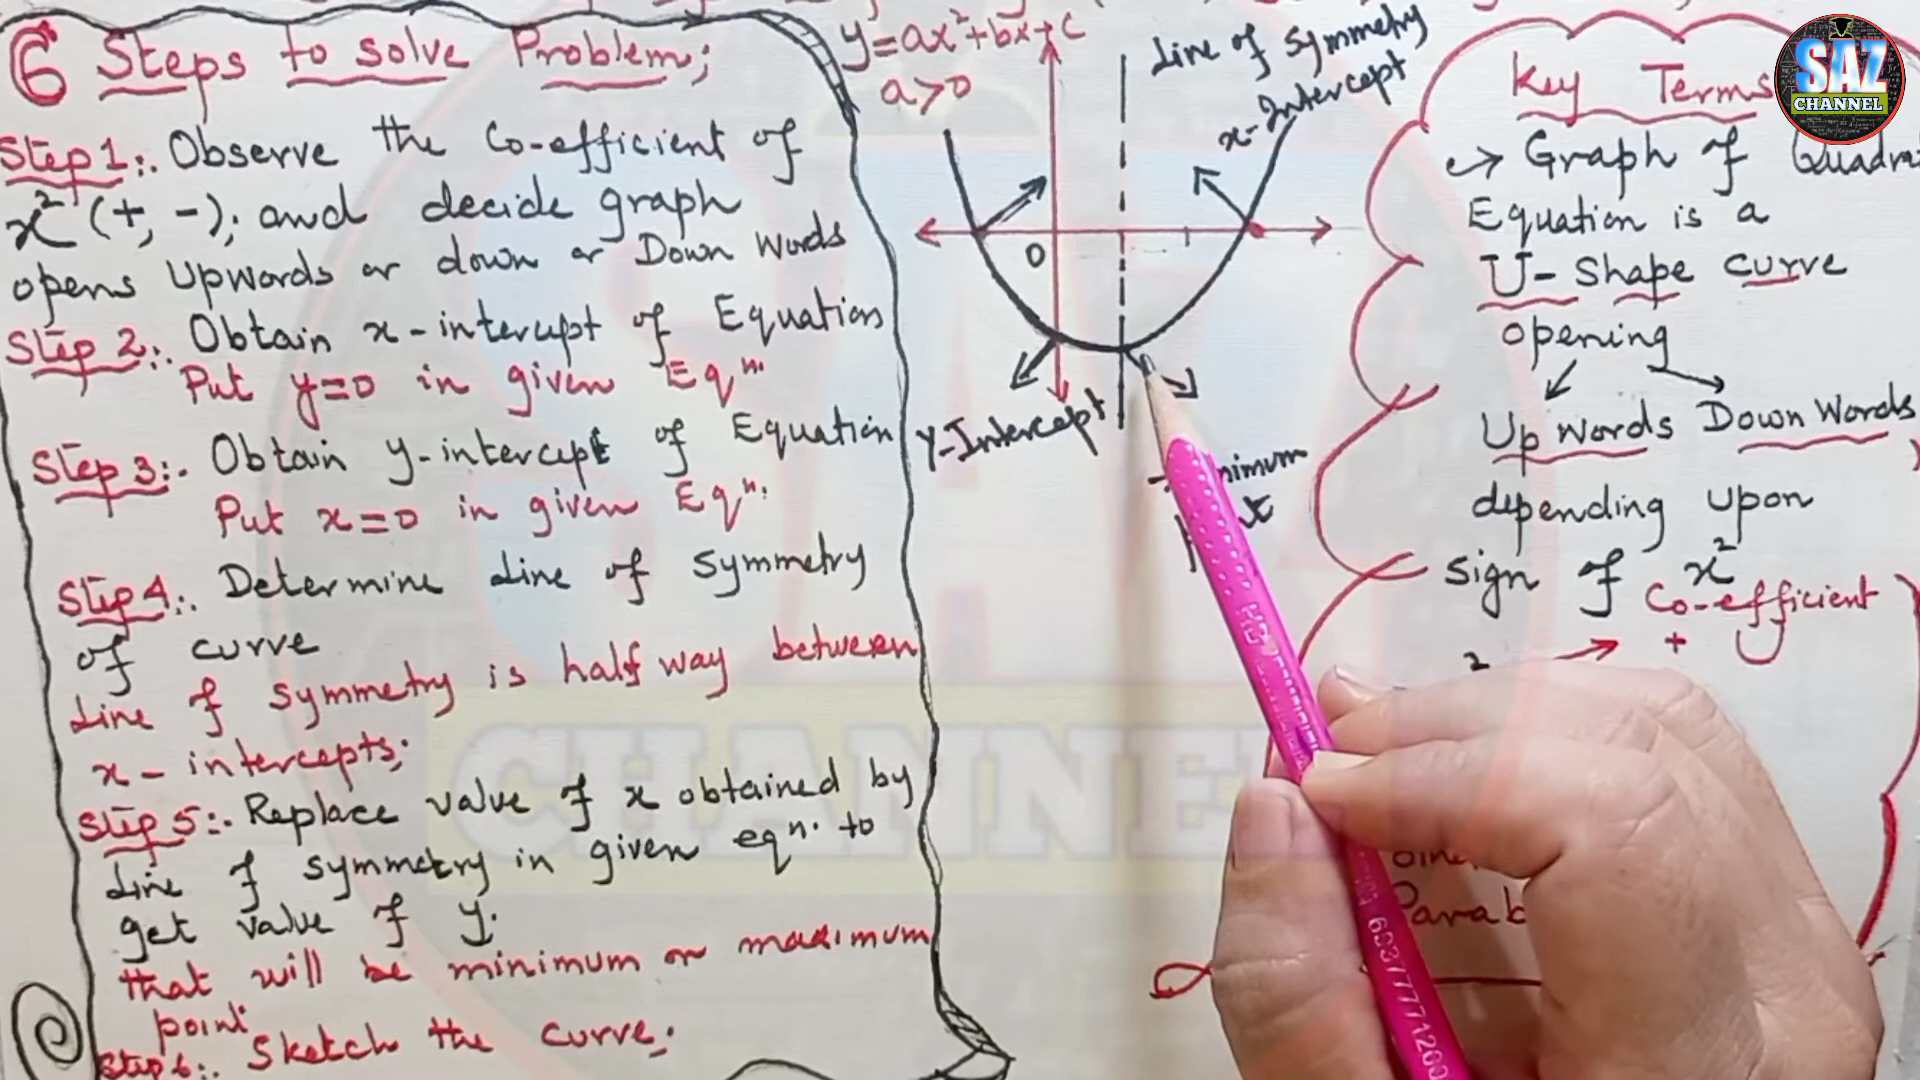 6 Steps to solve Problem;
Step 1:. Observe the Co-efficient of
x² (+, -); and decide graph
opens Upwords or down or Down Words
Step 2:. Obtain x-intercept of Equation
Put y=0 in given Eqⁿ.
Step 3:. Obtain y-intercept of Equation
Put x=0 in given Eqⁿ.
Step 4:. Determine Line of symmetry
of curve
Line of symmetry is half way between
x-intercepts;
Step 5:. Replace value of x obtained by
Line of symmetry in given eqⁿ. to
get value of y.
that will be minimum or maximum
point.
Step 6:. Sketch the curve;
y=ax²+bx+c
a>0
Line of Symmetry
x-Intercept
0
Y-Intercept
Key Terms
Graph of
Equation is a
U-Shape curve
opening
Up Words Down Words
depending upon
sign of x²
Co-efficient
+
2
SAZ
CHANNEL
SAZ
CHANNEL
HB